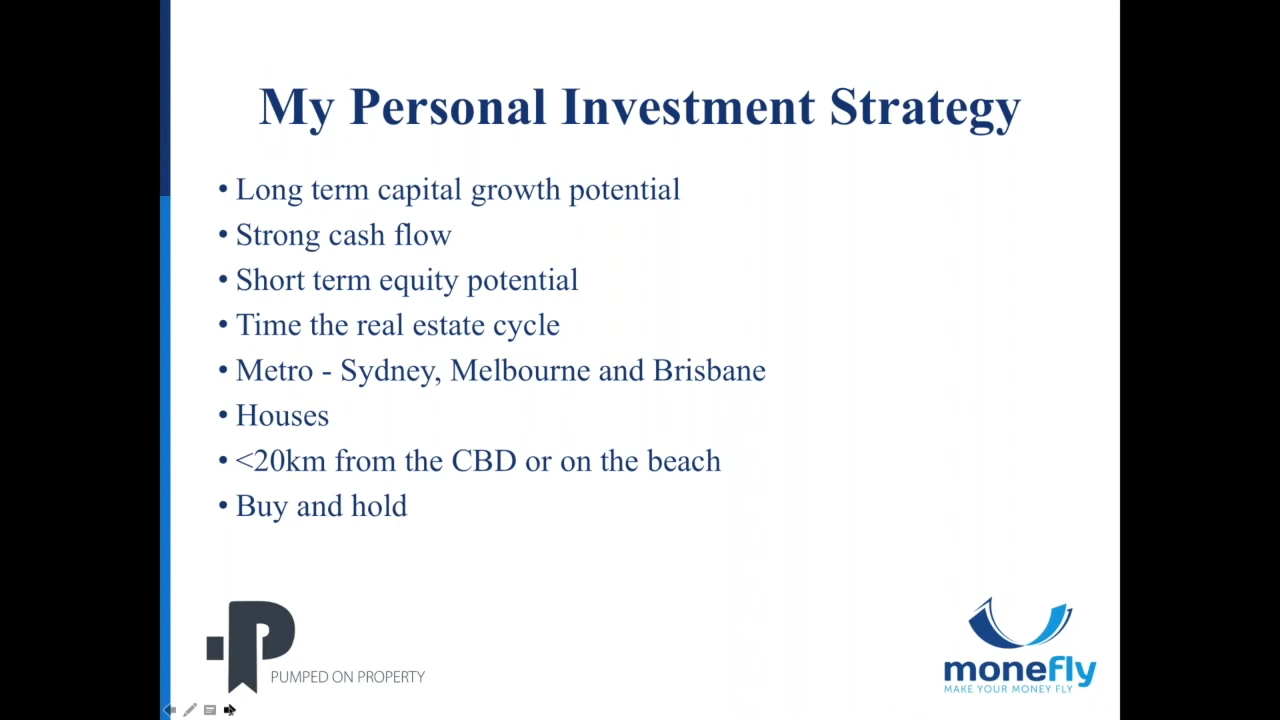 My Personal Investment Strategy
• Long term capital growth potential
• Strong cash flow
• Short term equity potential
• Time the real estate cycle
• Metro - Sydney, Melbourne and Brisbane
• Houses
• <20km from the CBD or on the beach
• Buy and hold
P
PUMPED ON PROPERTY
monefly
MAKE YOUR MONEY FLY